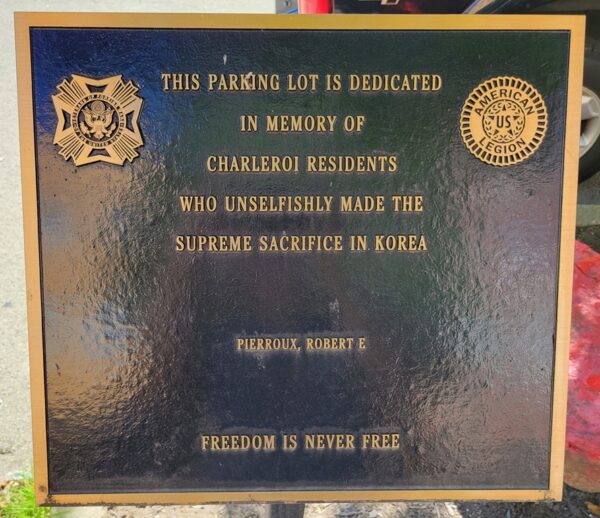 THIS PARKING LOT IS DEDICATED
IN MEMORY OF
CHARLEROI RESIDENTS
WHO UNSELFISHLY MADE THE
SUPREME SACRIFICE IN KOREA
PIERROUX, ROBERT E
FREEDOM IS NEVER FREE
AMERICAN
US
LEGION